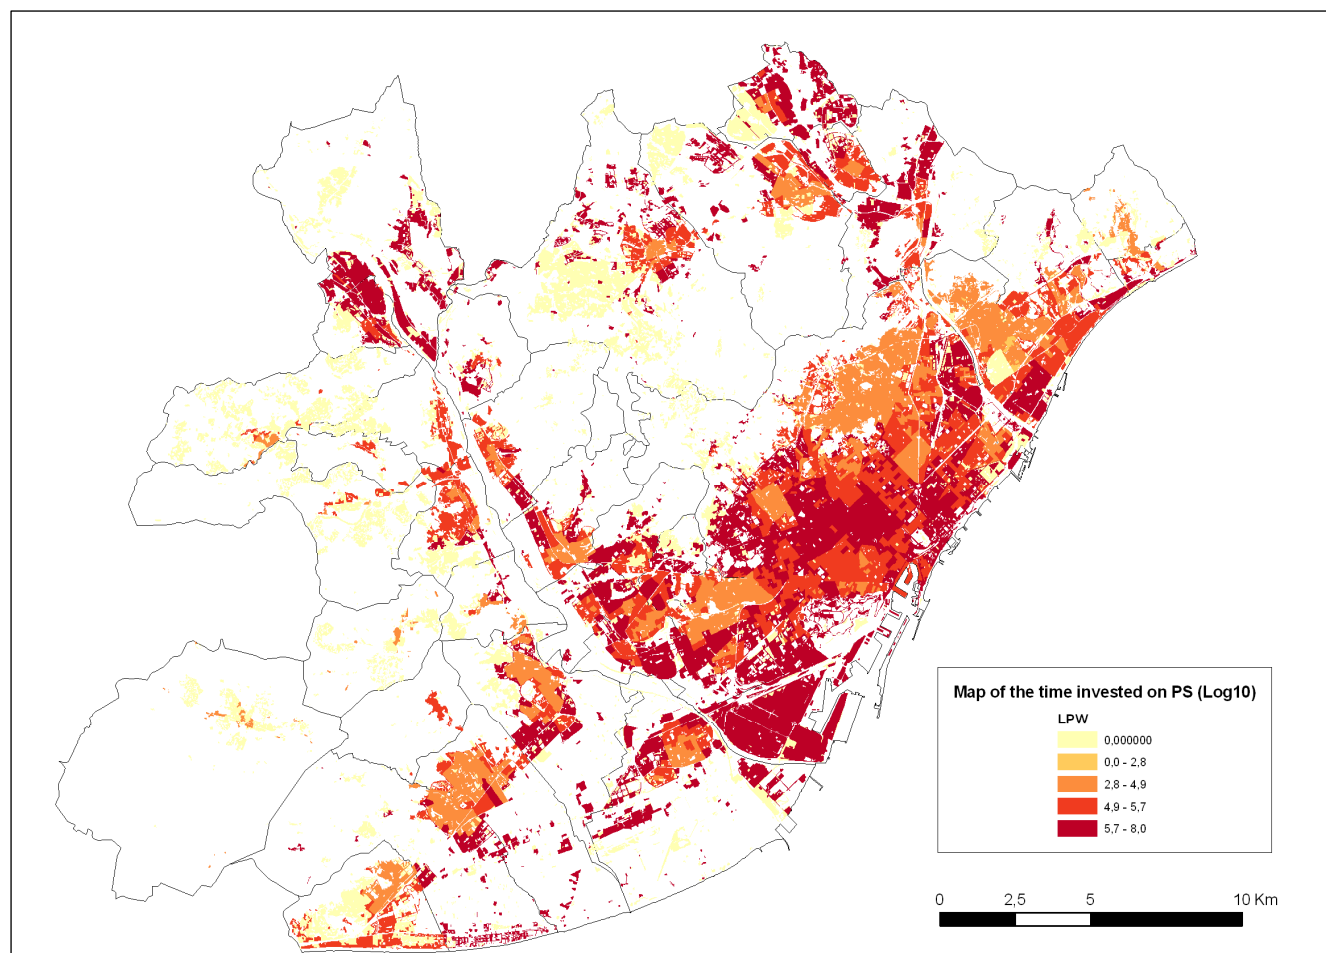 Map of the time invested on PS (Log10)
LPW
0,000000
0,0 - 2,8
2,8 - 4,9
4,9 - 5,7
5,7 - 8,0
0 2,5 5 10 Km